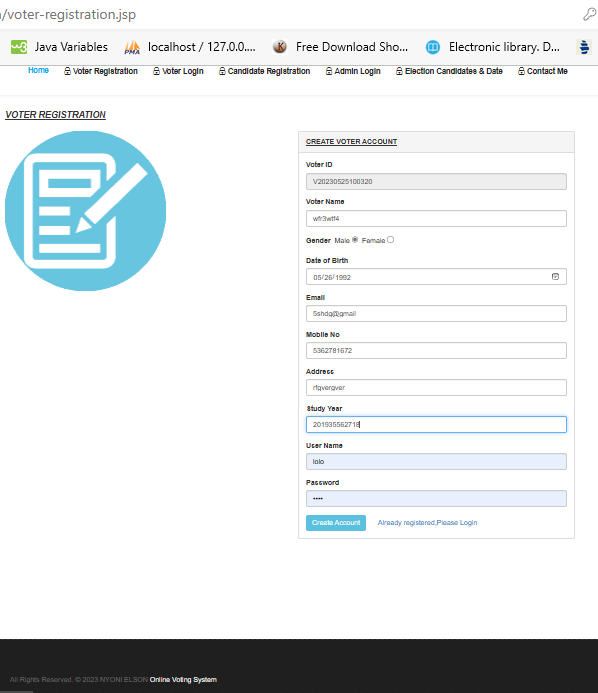 /voter-registration.jsp
Java Variables localhost / 127.0.0.... Free Download Sho... Electronic library. D...
Home Voter Registration Voter Login Candidate Registration Admin Login Election Candidates & Date Contact Me
VOTER REGISTRATION
CREATE VOTER ACCOUNT
Voter ID
V20230525100320
Voter Name
wfr3wtf4
Gender Male Female
Date of Birth
05/26/1992
Email
5shdg@gmail
Mobile No
5362781672
Address
rfgvergver
Study Year
201935562718
User Name
lolo
Password
••••
Create Account Already registered,Please Login
All Rights Reserved. © 2023 NYONI ELSON Online Voting System